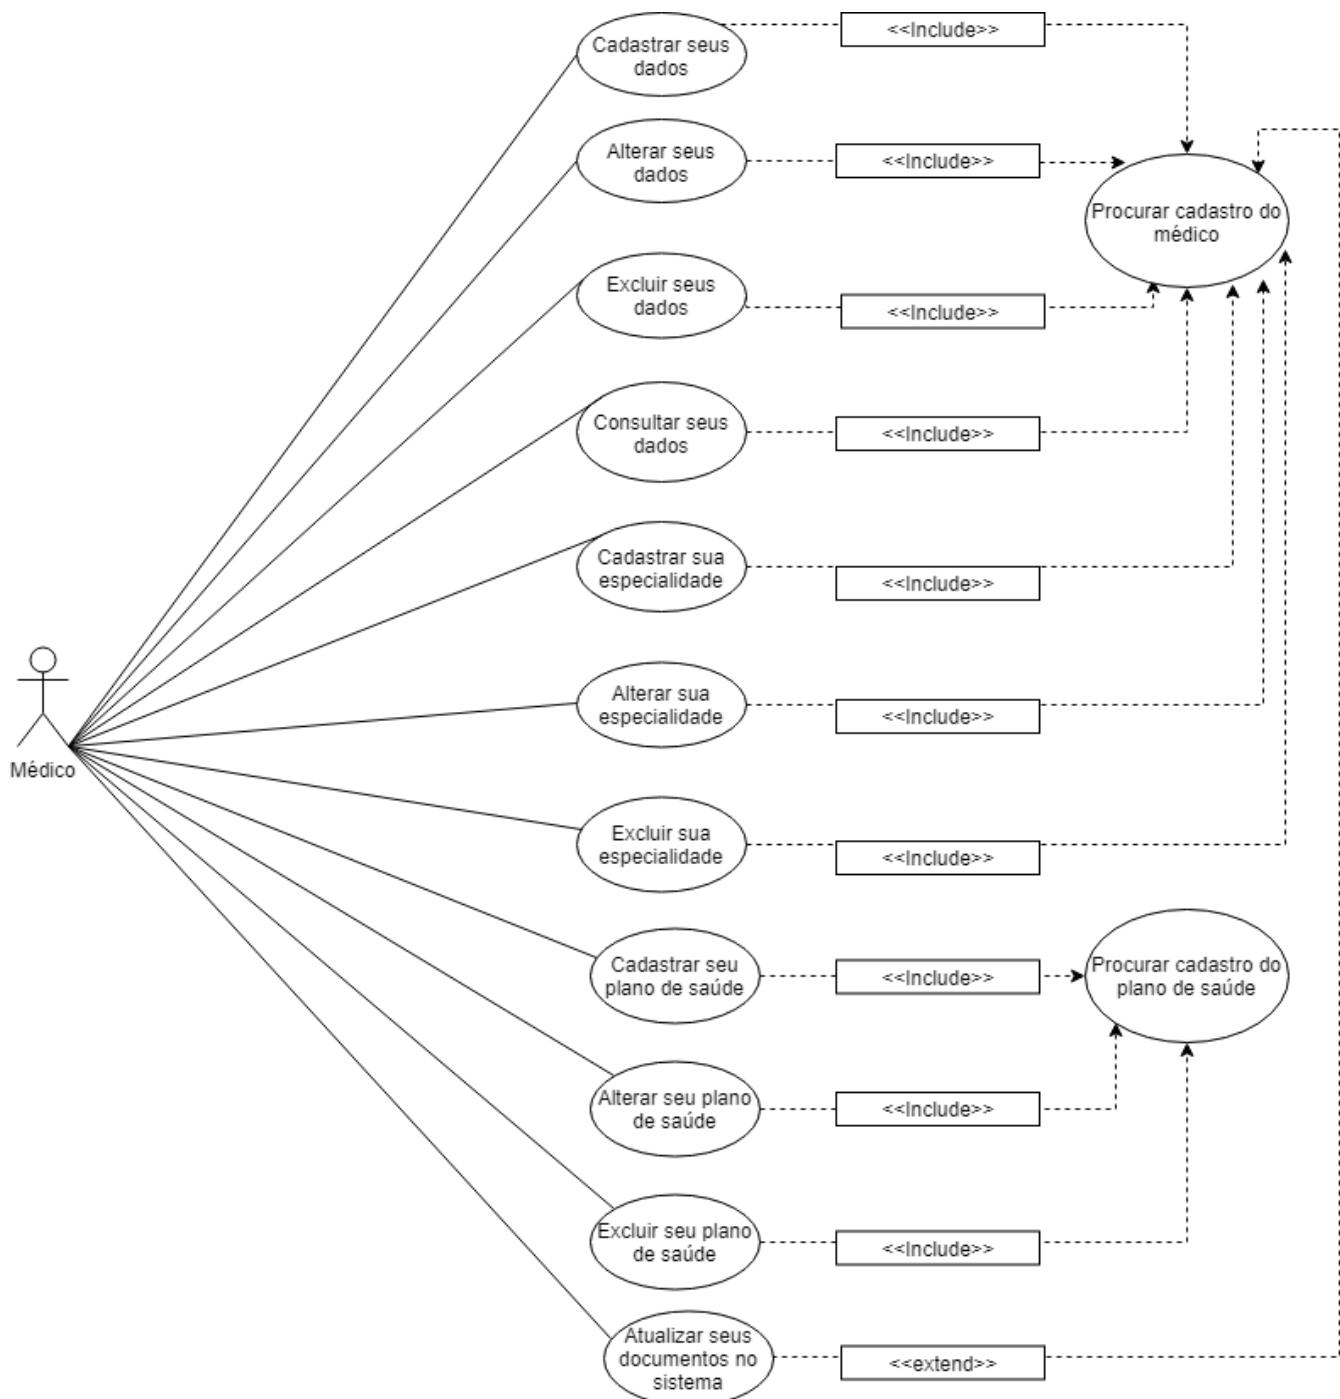 Cadastrar seus
dados
<<Include>>
Alterar seus
dados
<<Include>>
Procurar cadastro do
médico
Excluir seus
dados
<<Include>>
Consultar seus
dados
<<Include>>
Cadastrar sua
especialidade
<<Include>>
Médico
Alterar sua
especialidade
<<Include>>
Excluir sua
especialidade
<<Include>>
Cadastrar seu
plano de saúde
<<Include>>
Procurar cadastro do
plano de saúde
Alterar seu plano
de saúde
<<Include>>
Excluir seu plano
de saúde
<<Include>>
Atualizar seus
documentos no
sistema
<<extend>>